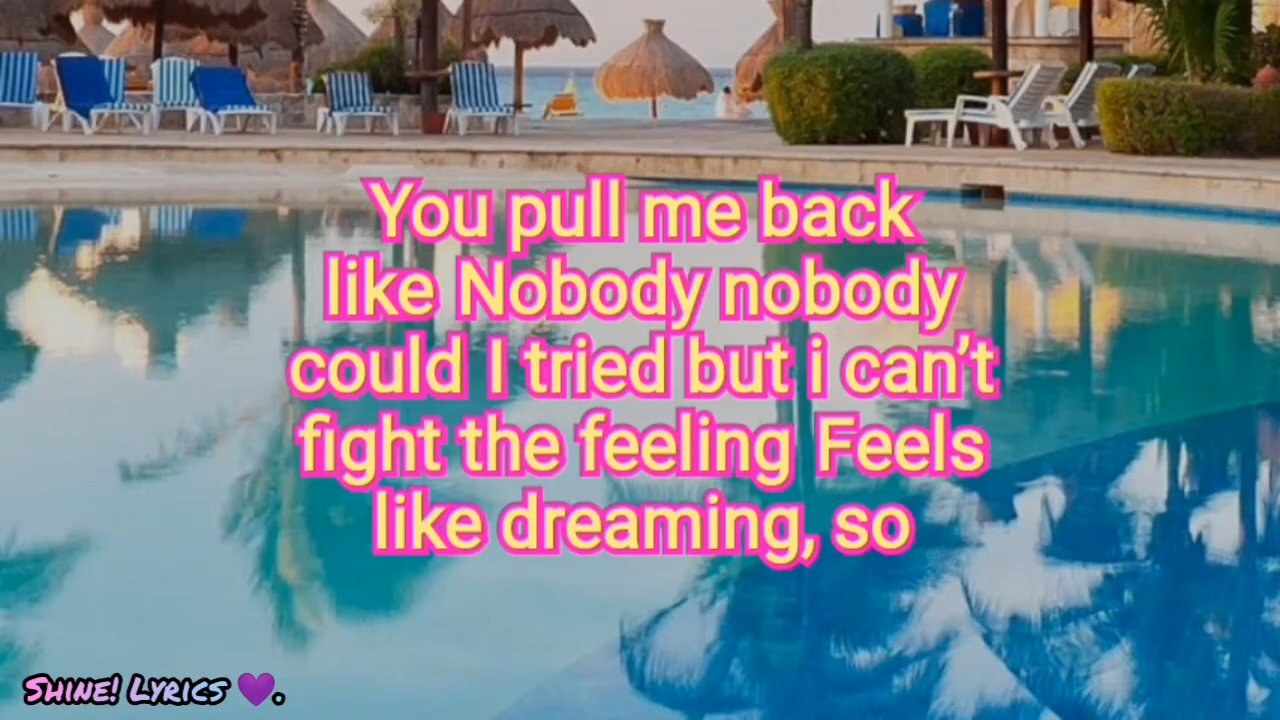 You pull me back
like Nobody nobody
could I tried but i can’t
fight the feeling Feels
like dreaming, so
Shine! Lyrics 💜.